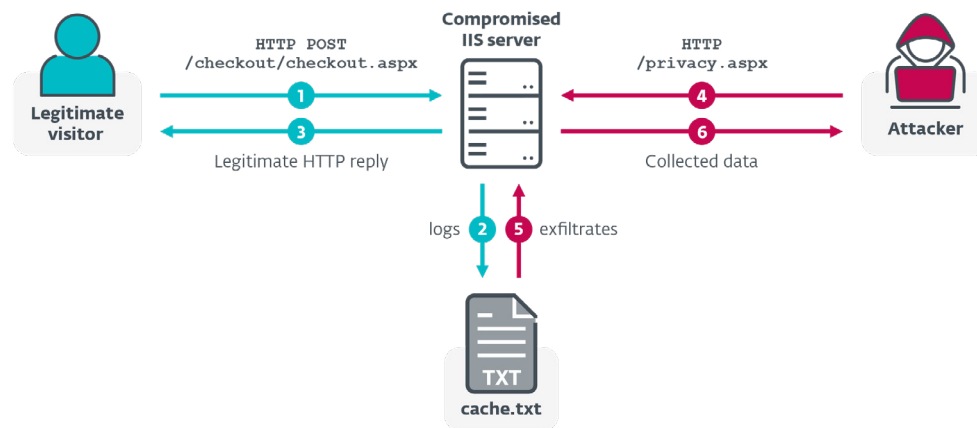 Compromised
IIS server
HTTP POST
/checkout/checkout.aspx
HTTP
/privacy.aspx
1
4
Legitimate
visitor
3
6
Attacker
Legitimate HTTP reply
Collected data
logs
2
5
exfiltrates
TXT
cache.txt